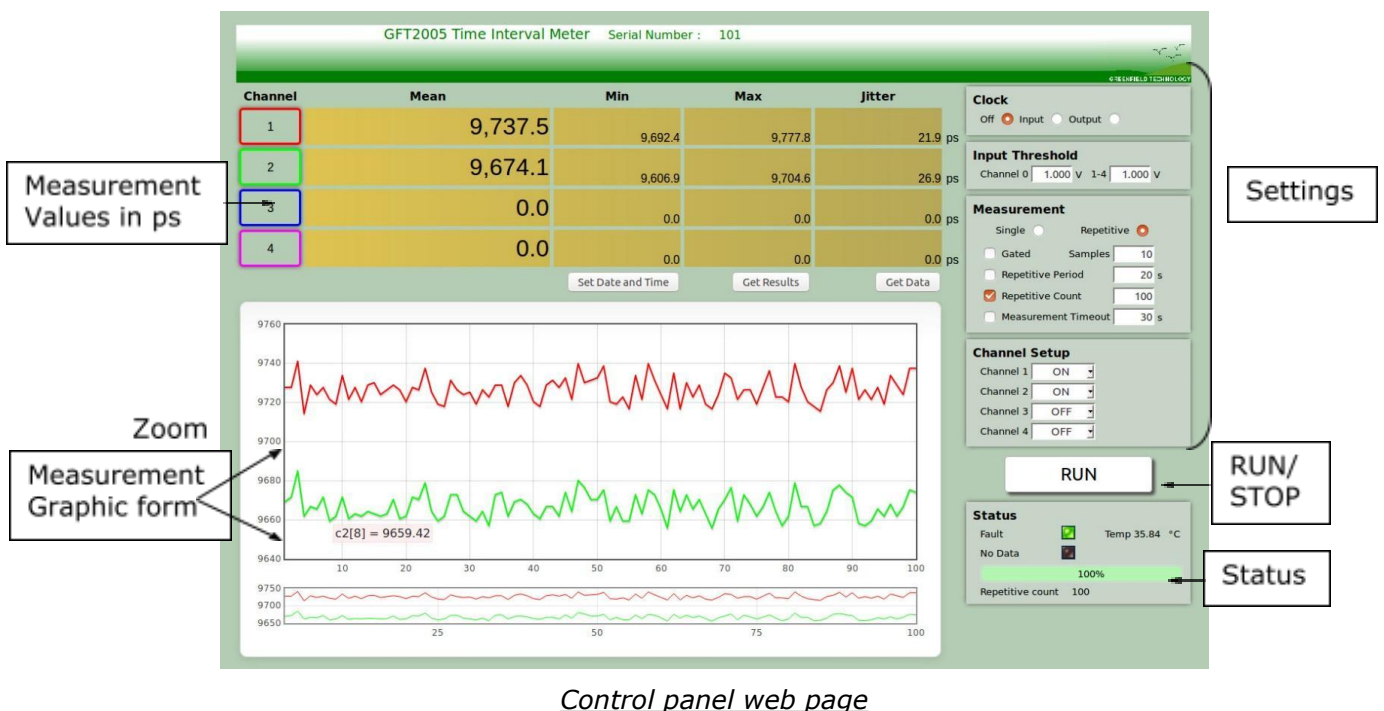 GFT2005 Time Interval Meter Serial Number : 101
GREENFIELD TECHNOLOGY
Channel Mean Min Max Jitter
1 9,737.5 9,692.4 9,777.8 21.9 ps
2 9,674.1 9,606.9 9,704.6 26.9 ps
3 0.0 0.0 0.0 0.0 ps
4 0.0 0.0 0.0 0.0 ps
Set Date and Time Get Results Get Data
Measurement
Values in ps
Clock
Off Input Output
Input Threshold
Channel 0 1.000 V 1-4 1.000 V
Measurement
Single Repetitive
Gated Samples 10
Repetitive Period 20 s
Repetitive Count 100
Measurement Timeout 30 s
Channel Setup
Channel 1 ON
Channel 2 ON
Channel 3 OFF
Channel 4 OFF
Settings
9760
9740
9720
9700
9680
9660
9640
c2[8] = 9659.42
10 20 30 40 50 60 70 80 90 100
9750
9700
9650
25 50 75 100
Zoom
Measurement
Graphic form
RUN
RUN/
STOP
Status
Fault Temp 35.84 °C
No Data
100%
Repetitive count 100
Status
Control panel web page